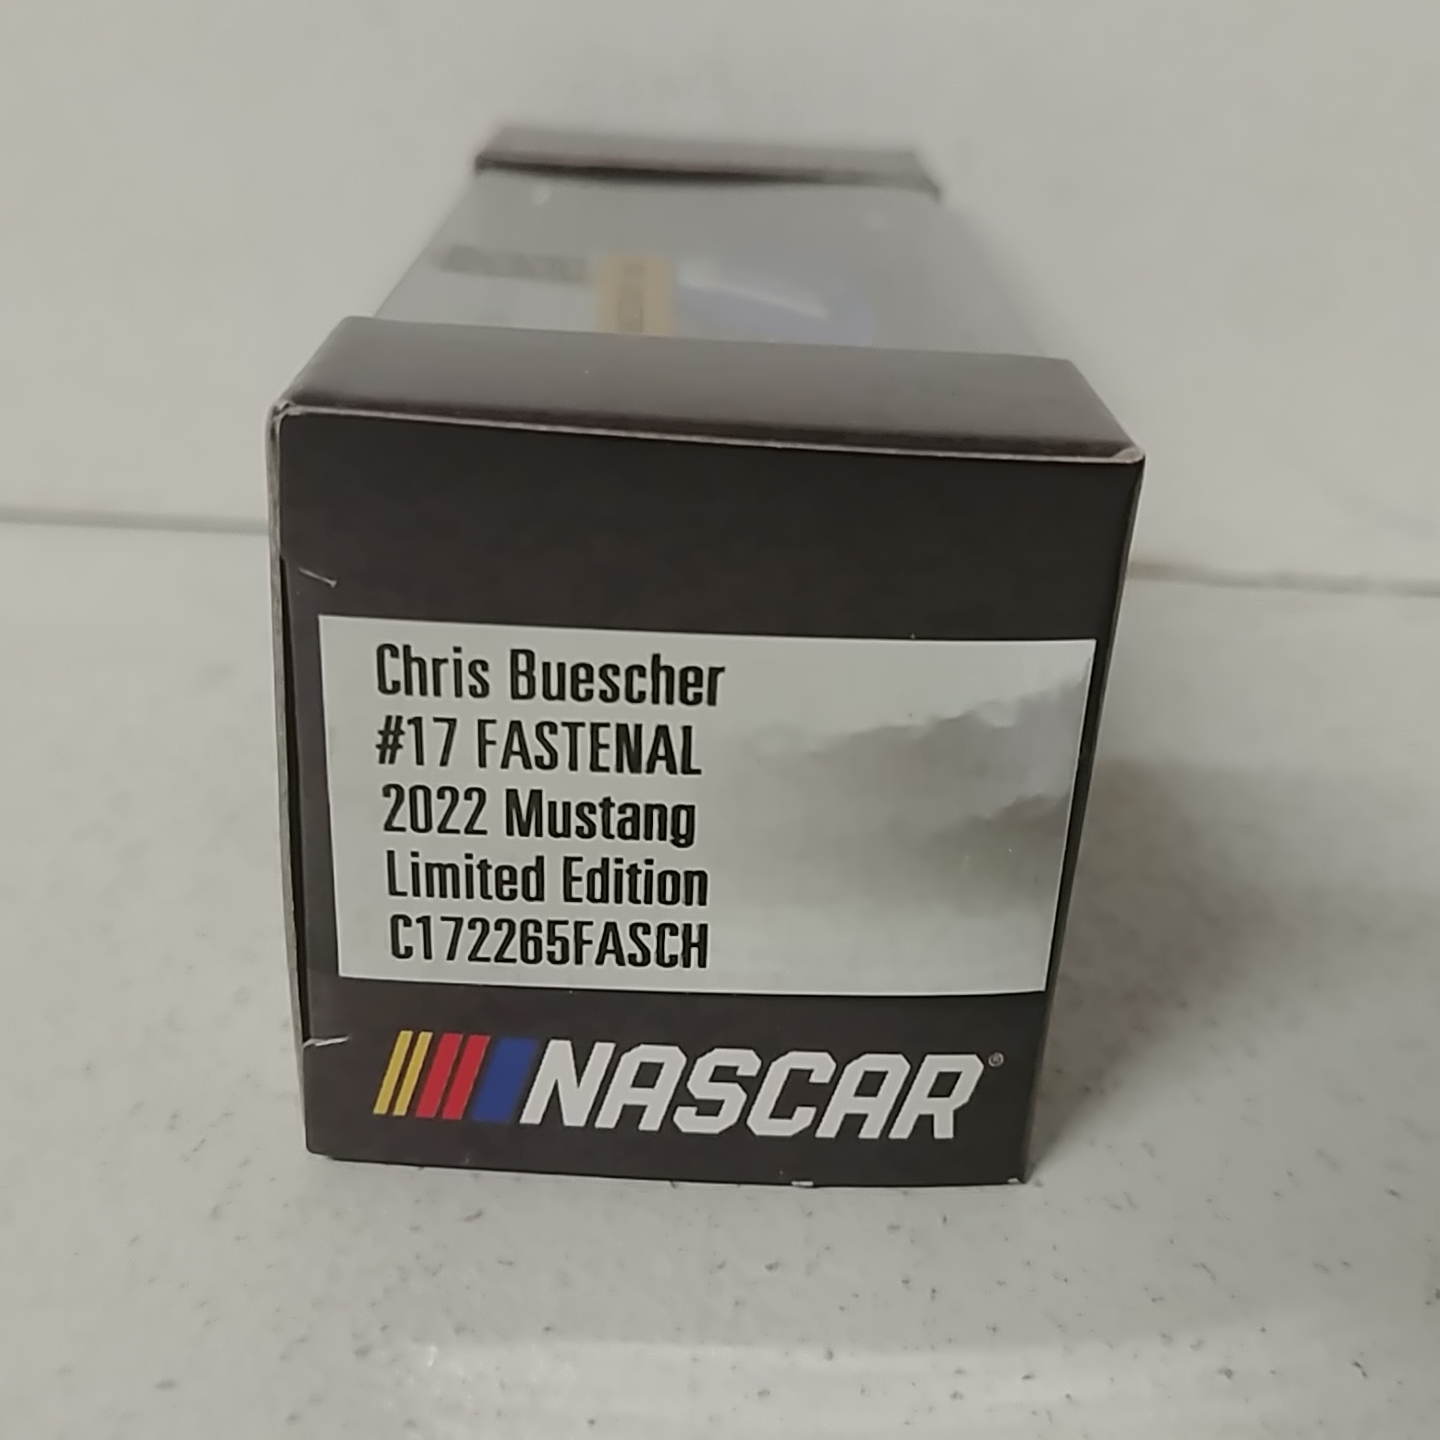 Chris Buescher
#17 FASTENAL
2022 Mustang
Limited Edition
C172265FASCH
NASCAR®